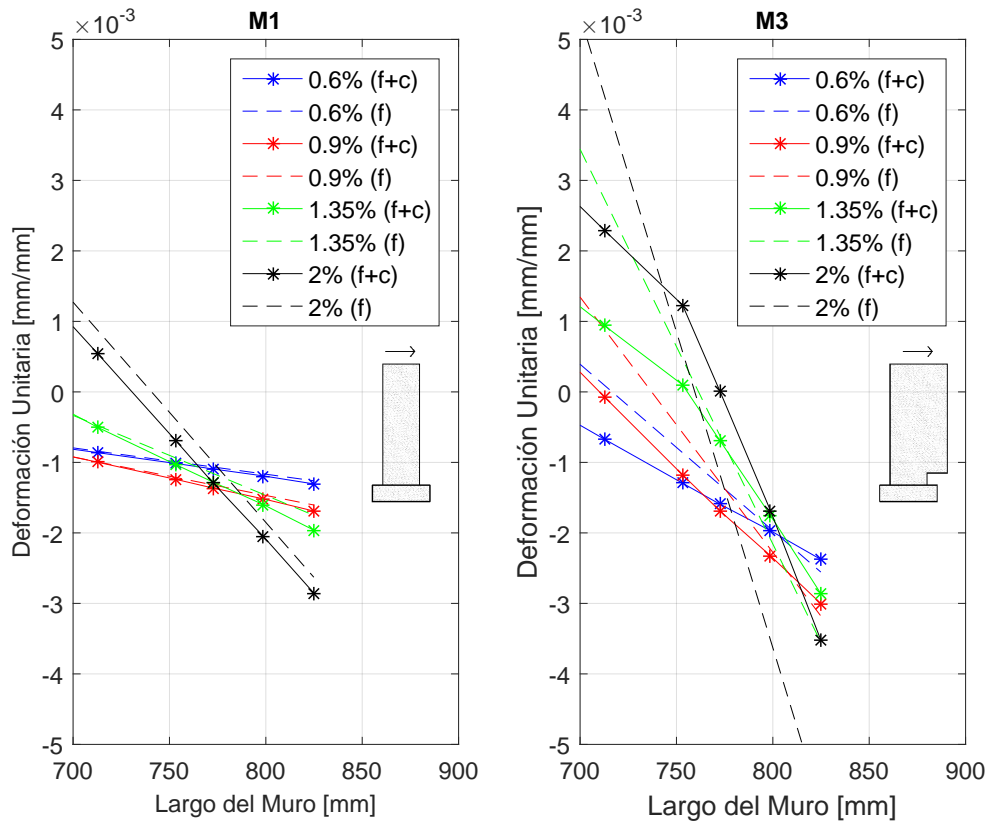 M1
×10⁻³
5
4
3
2
1
0
-1
-2
-3
-4
-5
Deformación Unitaria [mm/mm]
700 750 800 850 900
Largo del Muro [mm]
0.6% (f+c)
0.6% (f)
0.9% (f+c)
0.9% (f)
1.35% (f+c)
1.35% (f)
2% (f+c)
2% (f)
M3
×10⁻³
5
4
3
2
1
0
-1
-2
-3
-4
-5
Deformación Unitaria [mm/mm]
700 750 800 850 900
Largo del Muro [mm]
0.6% (f+c)
0.6% (f)
0.9% (f+c)
0.9% (f)
1.35% (f+c)
1.35% (f)
2% (f+c)
2% (f)